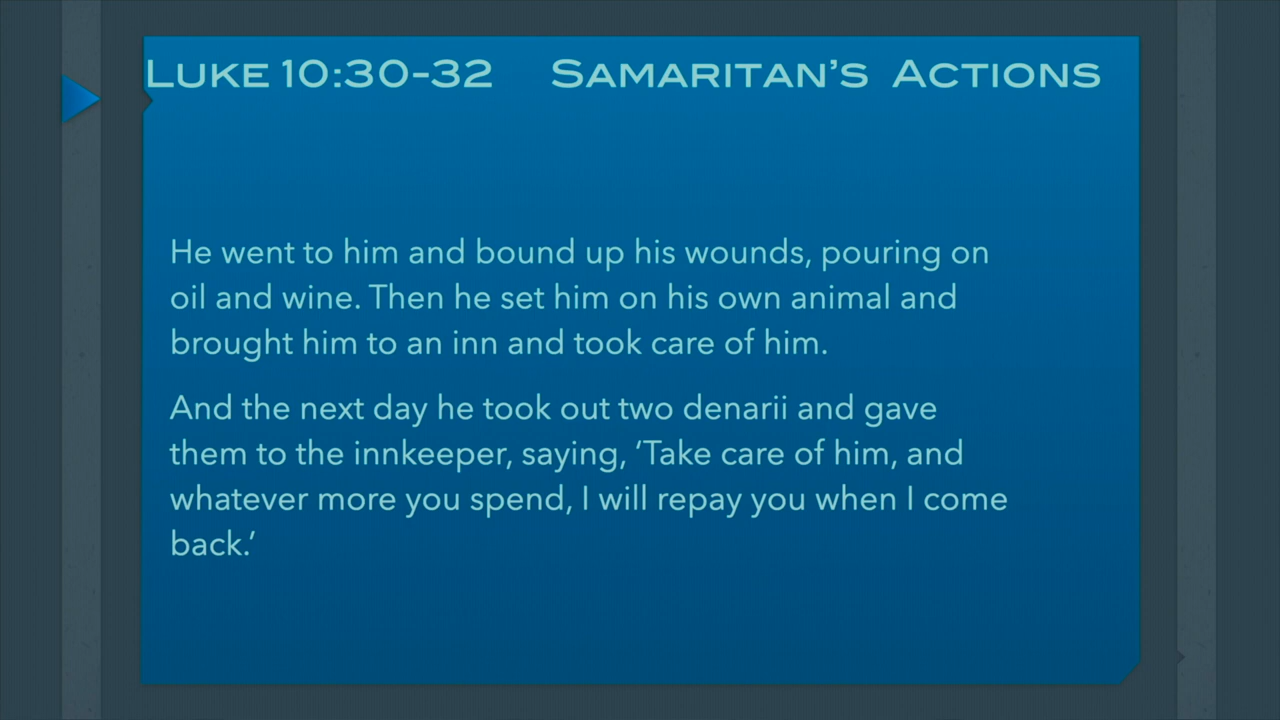 Luke 10:30-32 Samaritan's Actions
He went to him and bound up his wounds, pouring on
oil and wine. Then he set him on his own animal and
brought him to an inn and took care of him.
And the next day he took out two denarii and gave
them to the innkeeper, saying, ‘Take care of him, and
whatever more you spend, I will repay you when I come
back.’